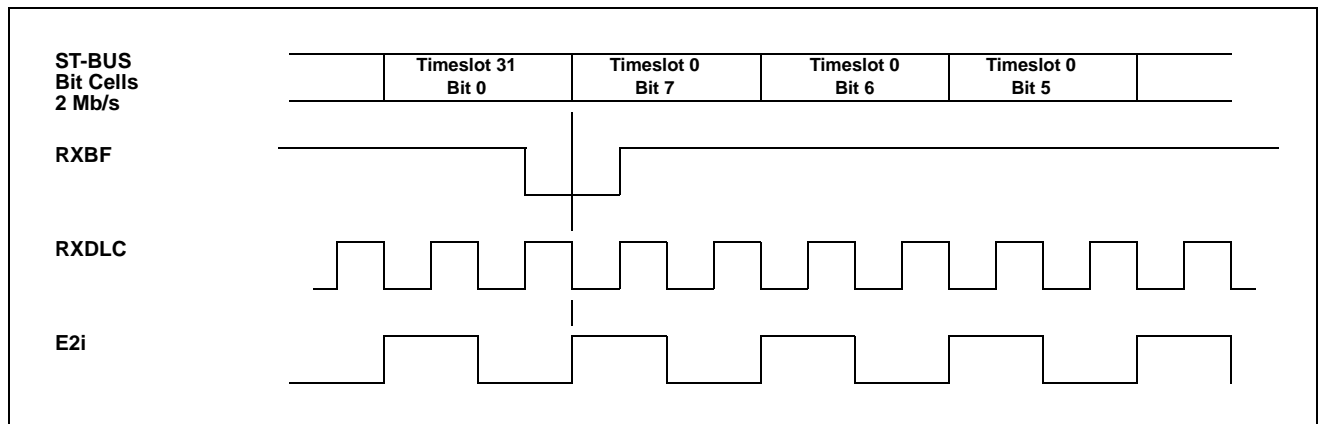 ST-BUS
Bit Cells
2 Mb/s
Timeslot 31
Bit 0
Timeslot 0
Bit 7
Timeslot 0
Bit 6
Timeslot 0
Bit 5
RXBF
RXDLC
E2i